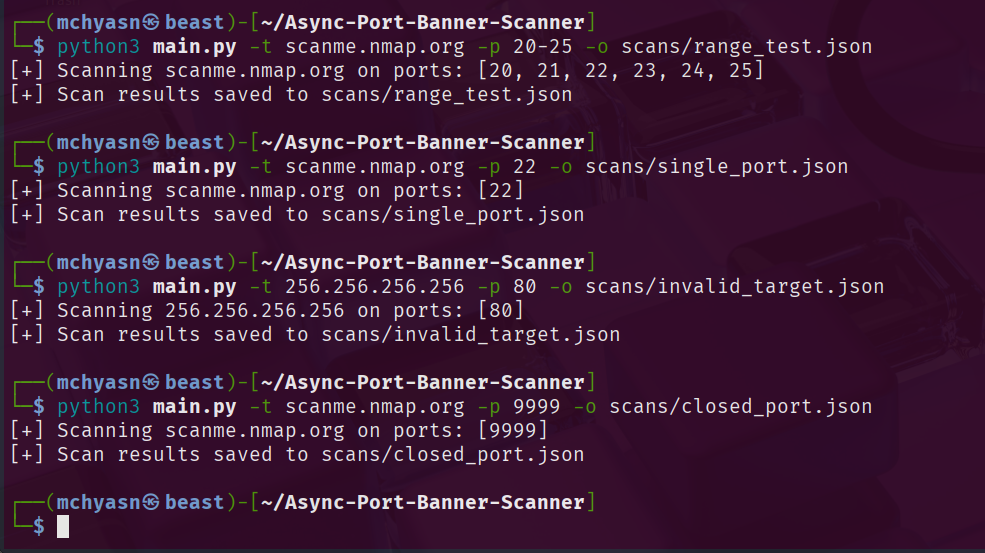 ┌──(mchyasn㉿beast)-[~/Async-Port-Banner-Scanner]
└─$ python3 main.py -t scanme.nmap.org -p 20-25 -o scans/range_test.json
[+] Scanning scanme.nmap.org on ports: [20, 21, 22, 23, 24, 25]
[+] Scan results saved to scans/range_test.json
┌──(mchyasn㉿beast)-[~/Async-Port-Banner-Scanner]
└─$ python3 main.py -t scanme.nmap.org -p 22 -o scans/single_port.json
[+] Scanning scanme.nmap.org on ports: [22]
[+] Scan results saved to scans/single_port.json
┌──(mchyasn㉿beast)-[~/Async-Port-Banner-Scanner]
└─$ python3 main.py -t 256.256.256.256 -p 80 -o scans/invalid_target.json
[+] Scanning 256.256.256.256 on ports: [80]
[+] Scan results saved to scans/invalid_target.json
┌──(mchyasn㉿beast)-[~/Async-Port-Banner-Scanner]
└─$ python3 main.py -t scanme.nmap.org -p 9999 -o scans/closed_port.json
[+] Scanning scanme.nmap.org on ports: [9999]
[+] Scan results saved to scans/closed_port.json
┌──(mchyasn㉿beast)-[~/Async-Port-Banner-Scanner]
└─$